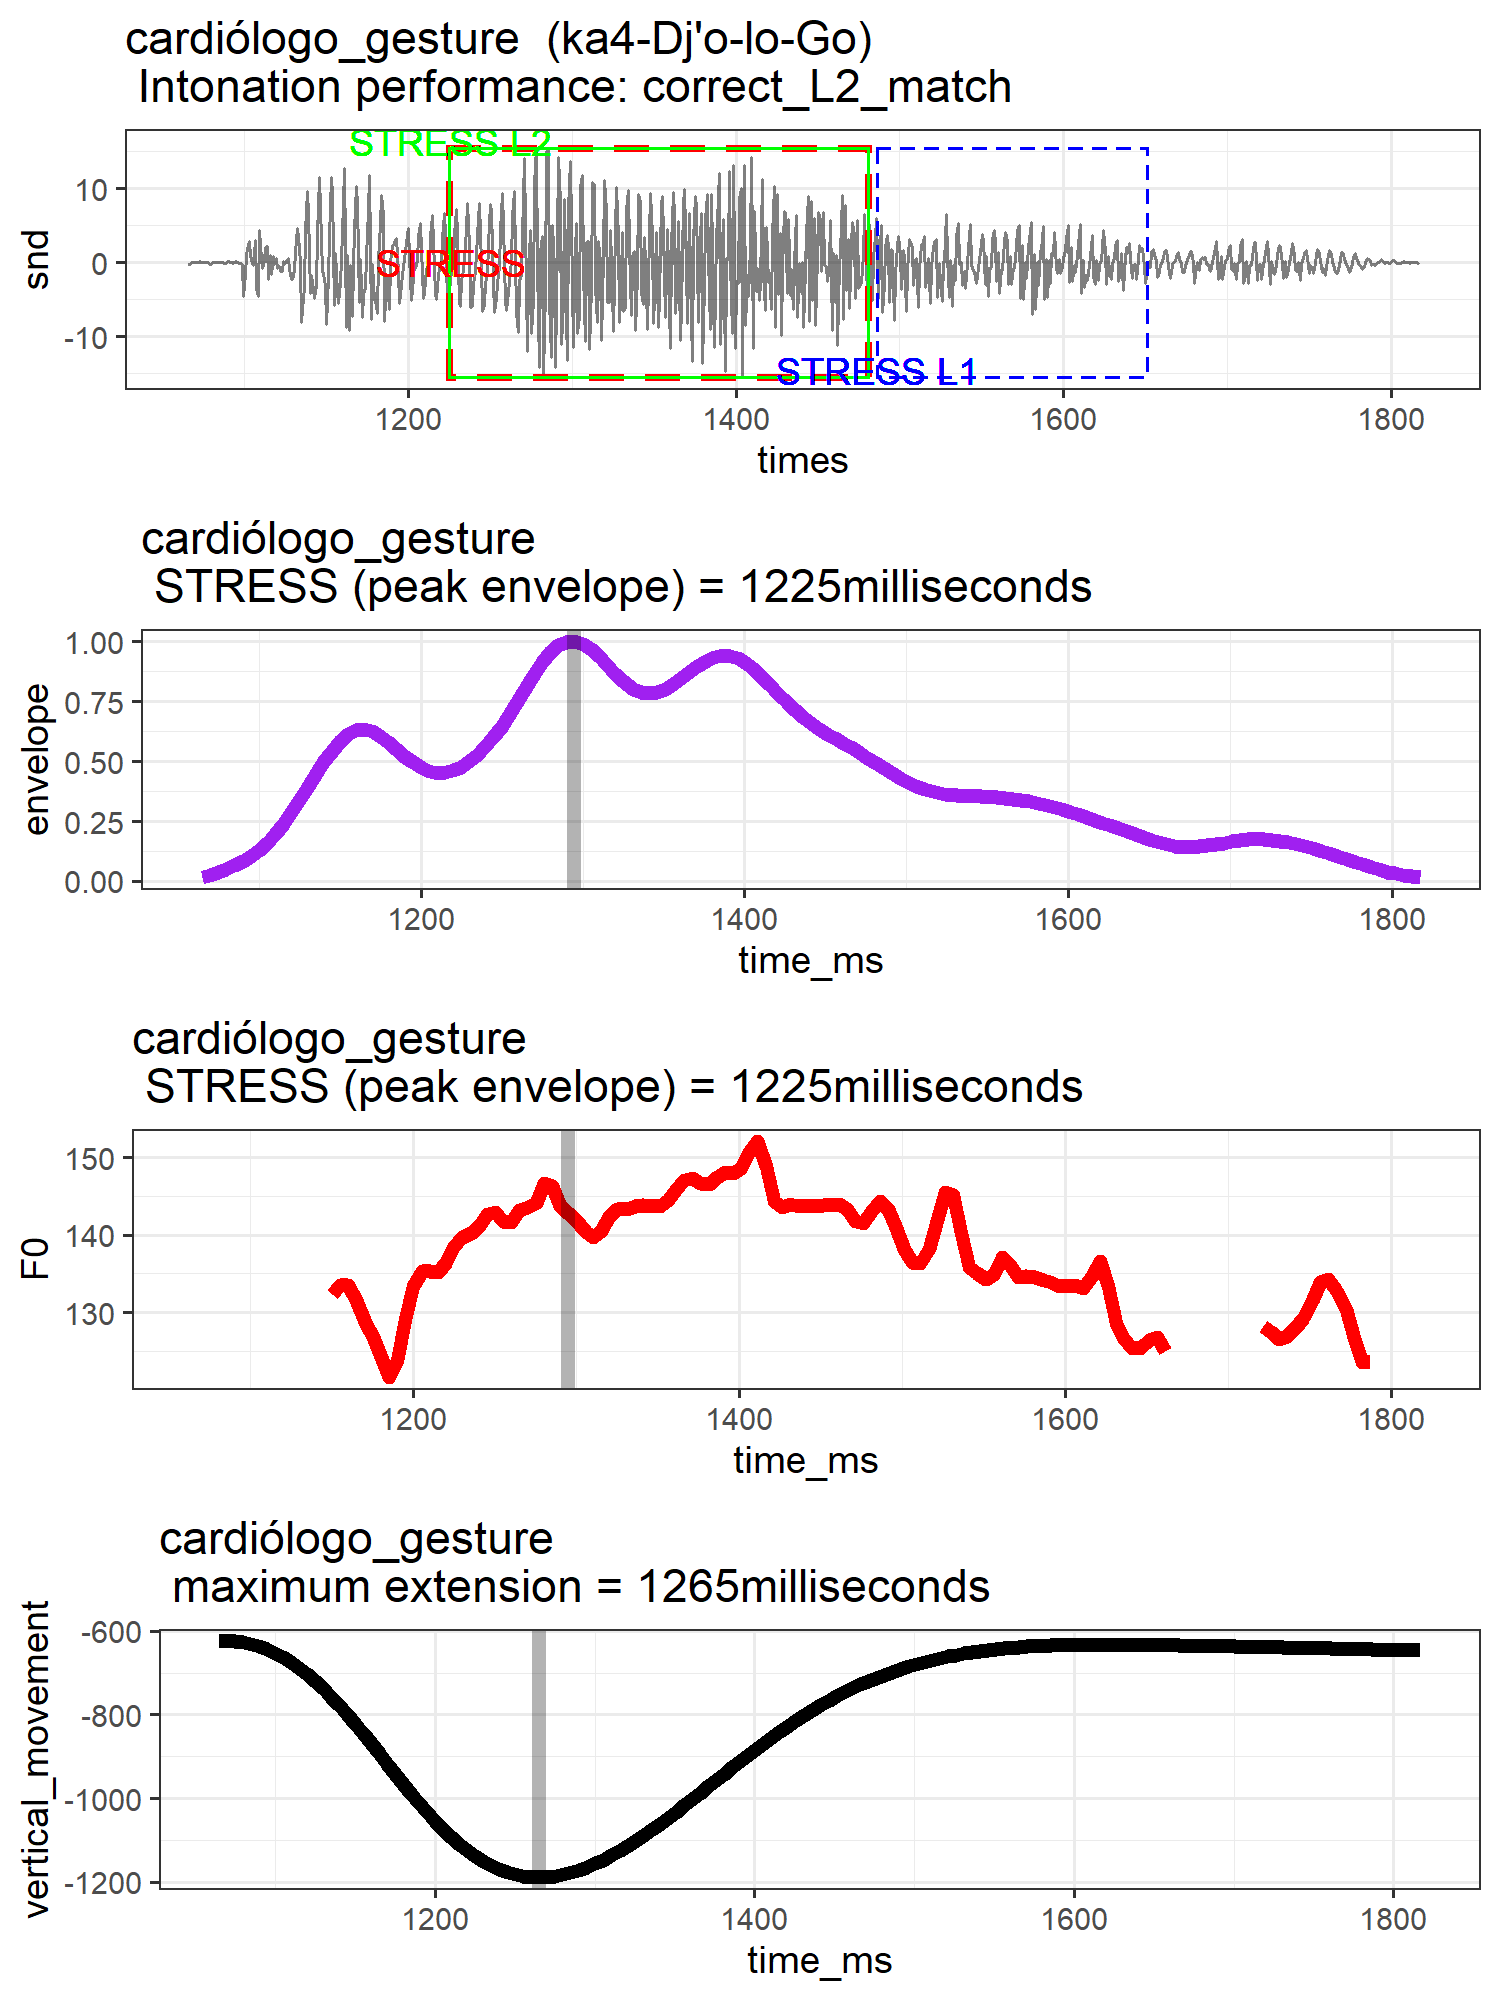 cardiólogo_gesture  (ka4-Dj'o-lo-Go)
Intonation performance: correct_L2_match
STRESS L2
10
snd
0
STRESS
-10
STRESS L1
1200 1400 1600 1800
times
cardiólogo_gesture
STRESS (peak envelope) = 1225milliseconds
1.00
0.75
envelope
0.50
0.25
0.00
1200 1400 1600 1800
time_ms
cardiólogo_gesture
STRESS (peak envelope) = 1225milliseconds
150
140
F0
130
1200 1400 1600 1800
time_ms
cardiólogo_gesture
maximum extension = 1265milliseconds
-600
-800
vertical_movement
-1000
-1200
1200 1400 1600 1800
time_ms